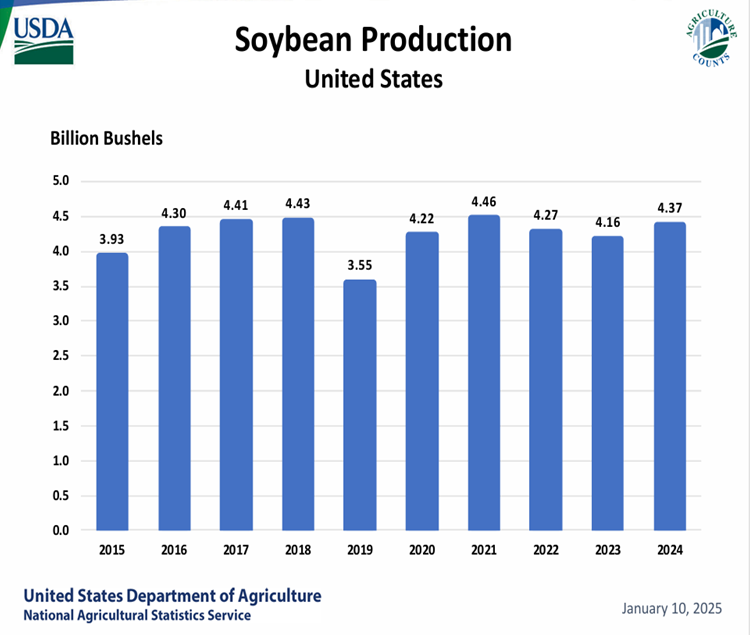 USDA
Soybean Production
United States
AGRICULTURE
COUNTS
Billion Bushels
5.0
4.5
4.0
3.5
3.0
2.5
2.0
1.5
1.0
0.5
0.0
3.93
4.30
4.41
4.43
3.55
4.22
4.46
4.27
4.16
4.37
2015 2016 2017 2018 2019 2020 2021 2022 2023 2024
United States Department of Agriculture
National Agricultural Statistics Service
January 10, 2025